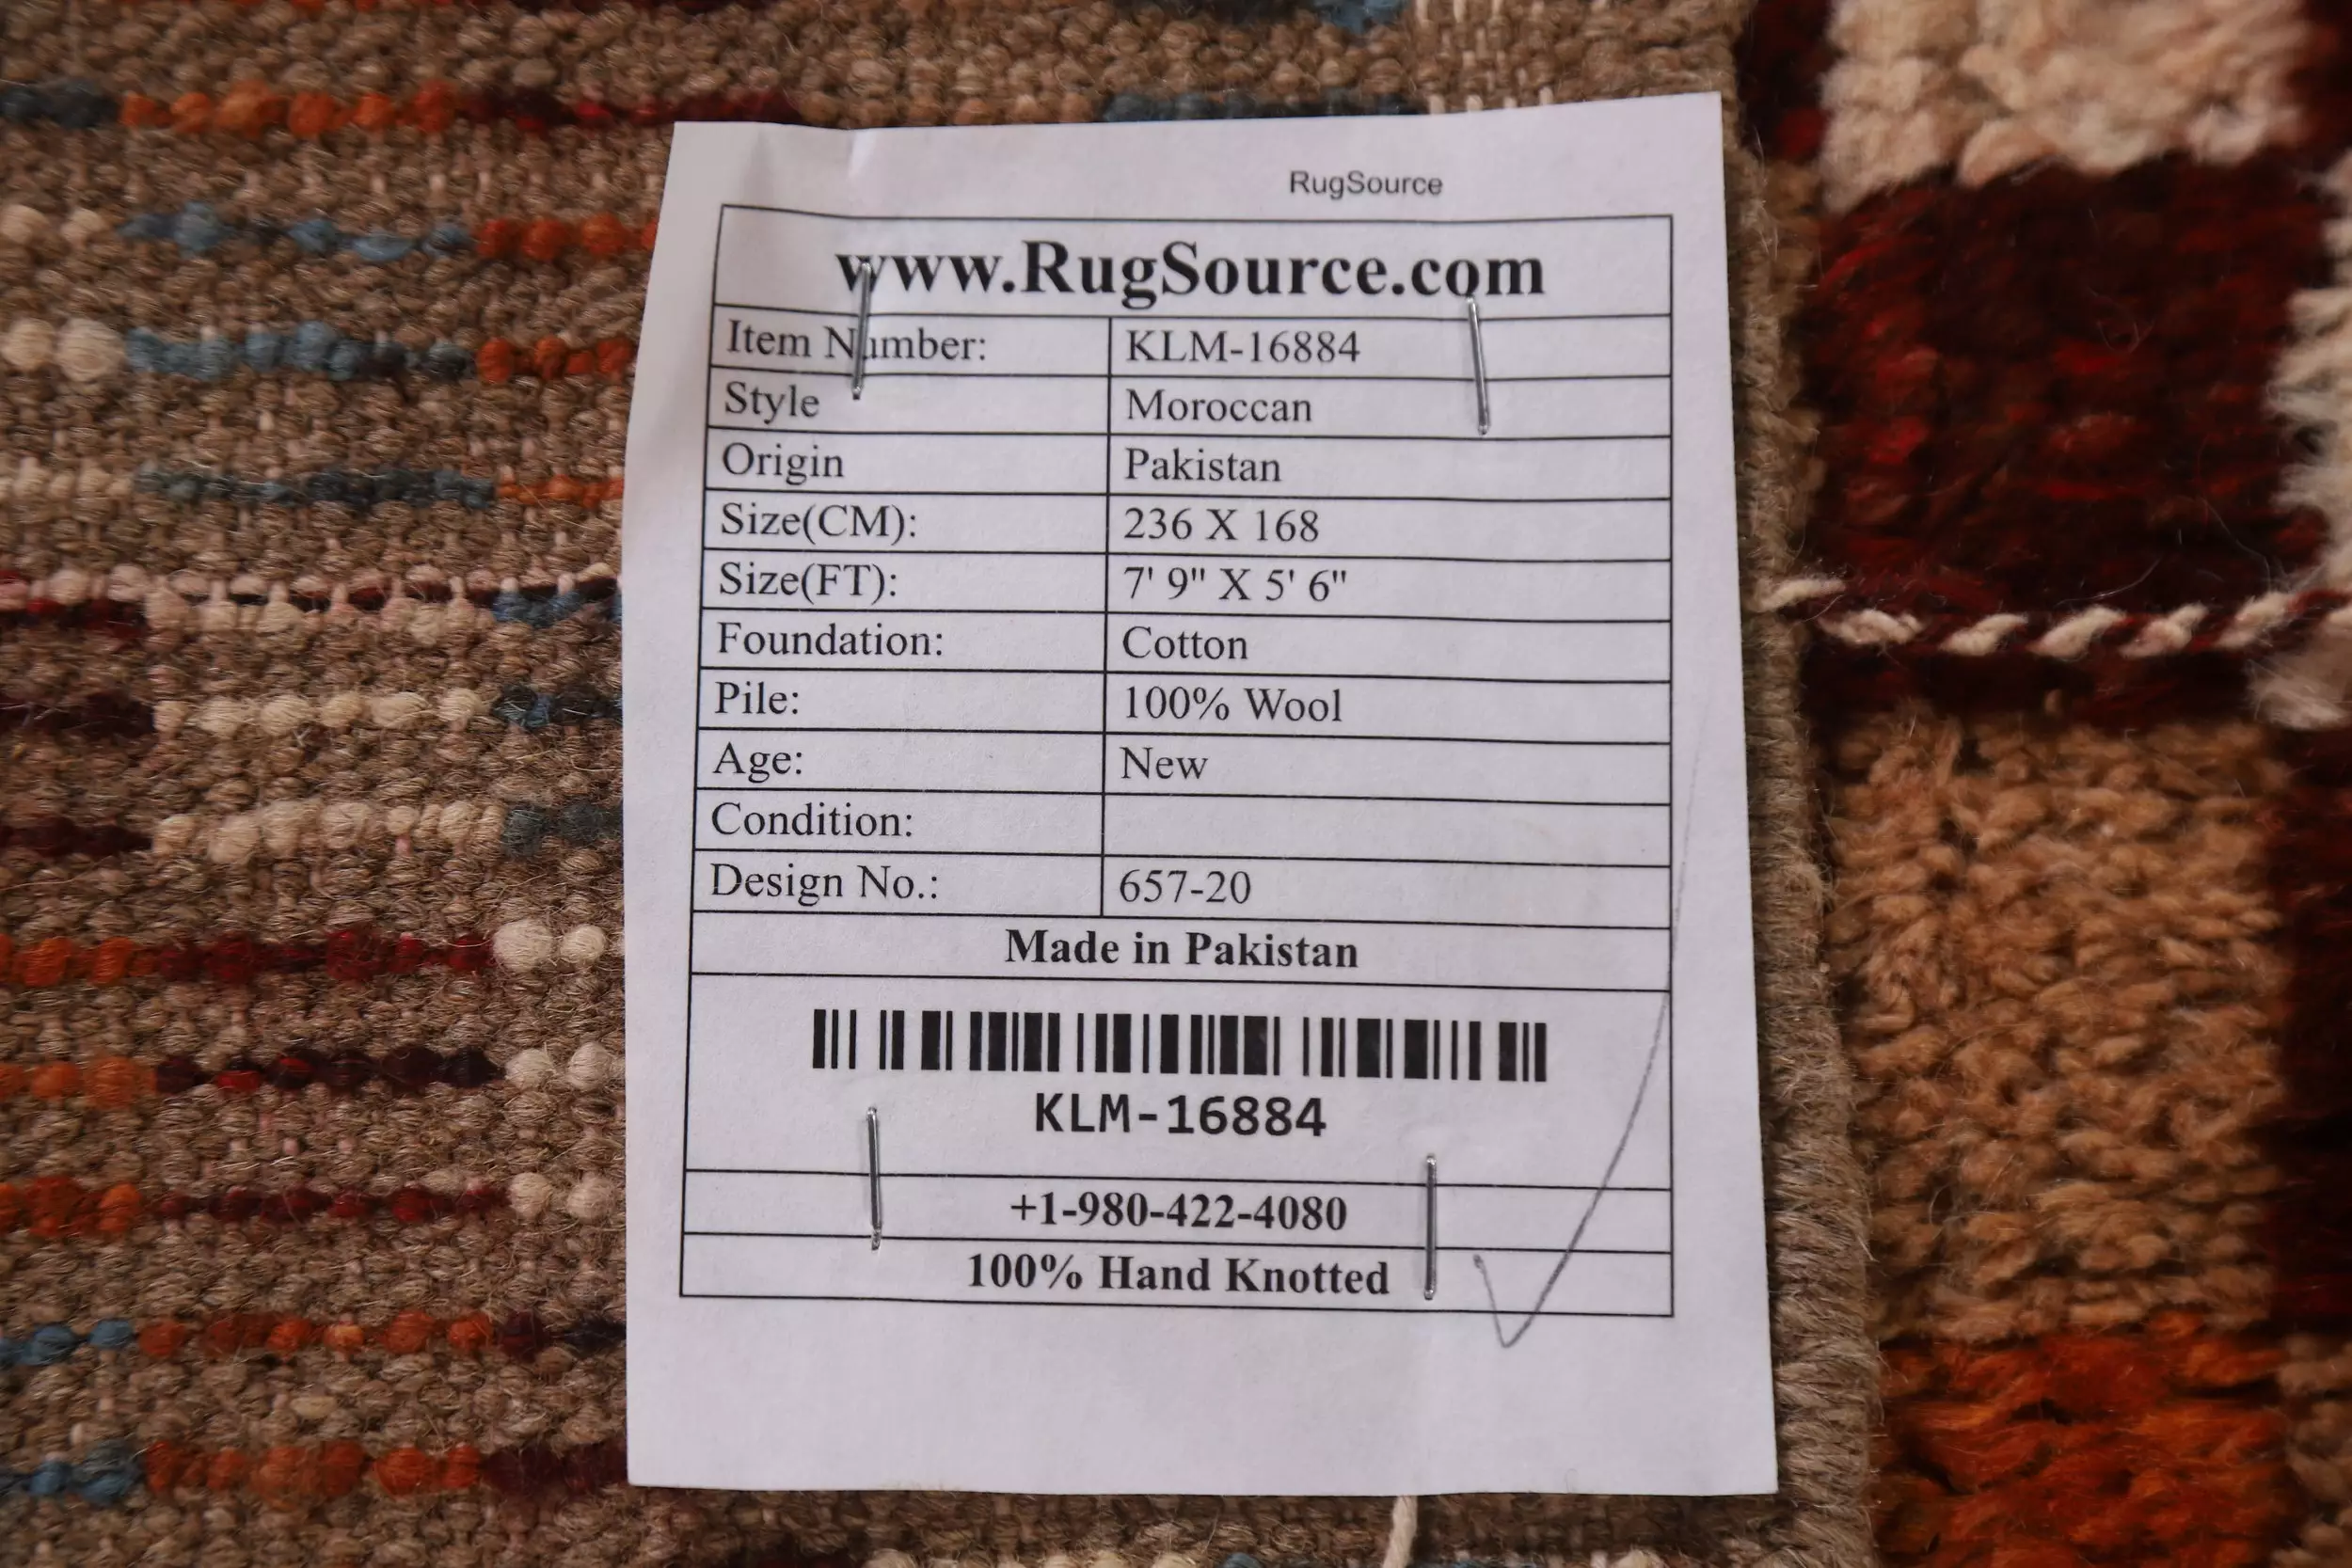 RugSource
www.RugSource.com
Item Number: KLM-16884
Style Moroccan
Origin Pakistan
Size(CM): 236 X 168
Size(FT): 7' 9" X 5' 6"
Foundation: Cotton
Pile: 100% Wool
Age: New
Condition:
Design No.: 657-20
Made in Pakistan
KLM-16884
+1-980-422-4080
100% Hand Knotted